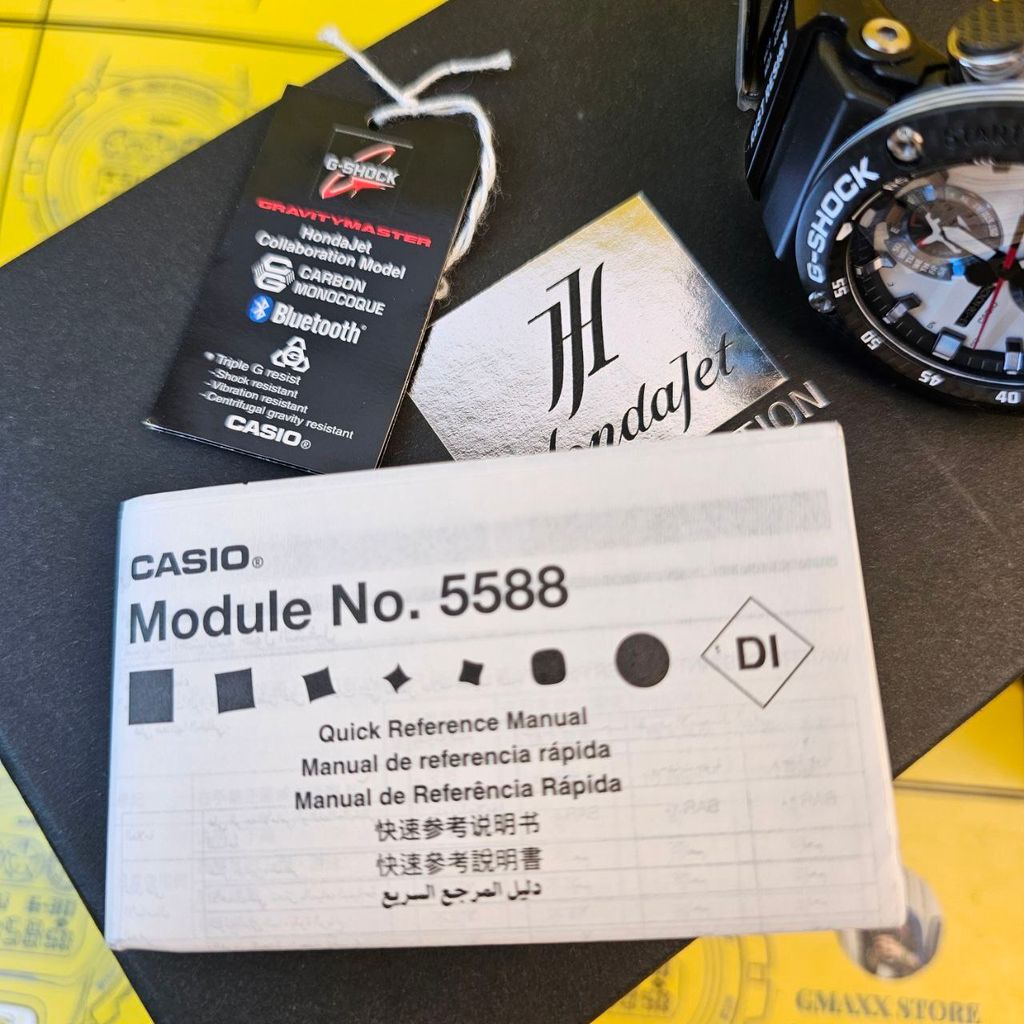 G-SHOCK
GRAVITYMASTER
HondaJet
Collaboration Model
CARBON
MONOCOQUE
Bluetooth®
• Triple G resist
-Shock resistant
-Vibration resistant
-Centrifugal gravity resistant
CASIO®
HondaJet
G-SHOCK
START
55
50
45
40
CASIO®
Module No. 5588
DI
Quick Reference Manual
Manual de referencia rápida
Manual de Referência Rápida
快速参考说明书
快速參考說明書
دليل المرجع السريع
GMAXX STORE